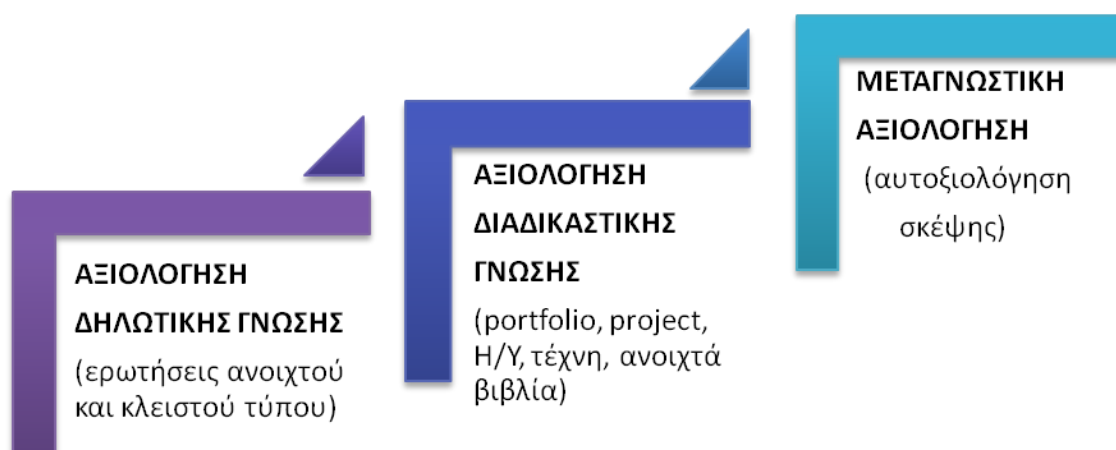 ΑΞΙΟΛΟΓΗΣΗ
ΔΗΛΩΤΙΚΗΣ ΓΝΩΣΗΣ
(ερωτήσεις ανοιχτού
και κλειστού τύπου)
ΑΞΙΟΛΟΓΗΣΗ
ΔΙΑΔΙΚΑΣΤΙΚΗΣ
ΓΝΩΣΗΣ
(portfolio, project,
Η/Υ, τέχνη, ανοιχτά
βιβλία)
ΜΕΤΑΓΝΩΣΤΙΚΗ
ΑΞΙΟΛΟΓΗΣΗ
(αυτοξιολόγηση
σκέψης)